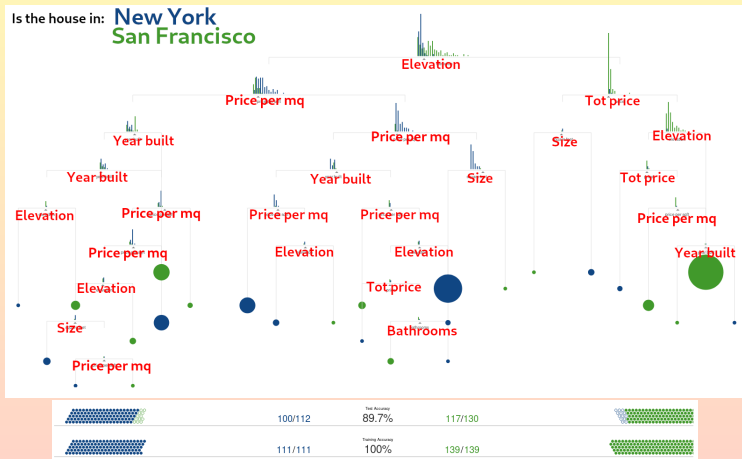 Is the house in: New York
San Francisco
Elevation
Price per mq
Tot price
Year built
Price per mq
Size
Elevation
Year built
Year built
Size
Tot price
Elevation
Price per mq
Price per mq
Price per mq
Price per mq
Price per mq
Elevation
Elevation
Year built
Elevation
Tot price
Size
Bathrooms
Price per mq
Test Accuracy
100/112 89.7% 117/130
Training Accuracy
111/111 100% 139/139